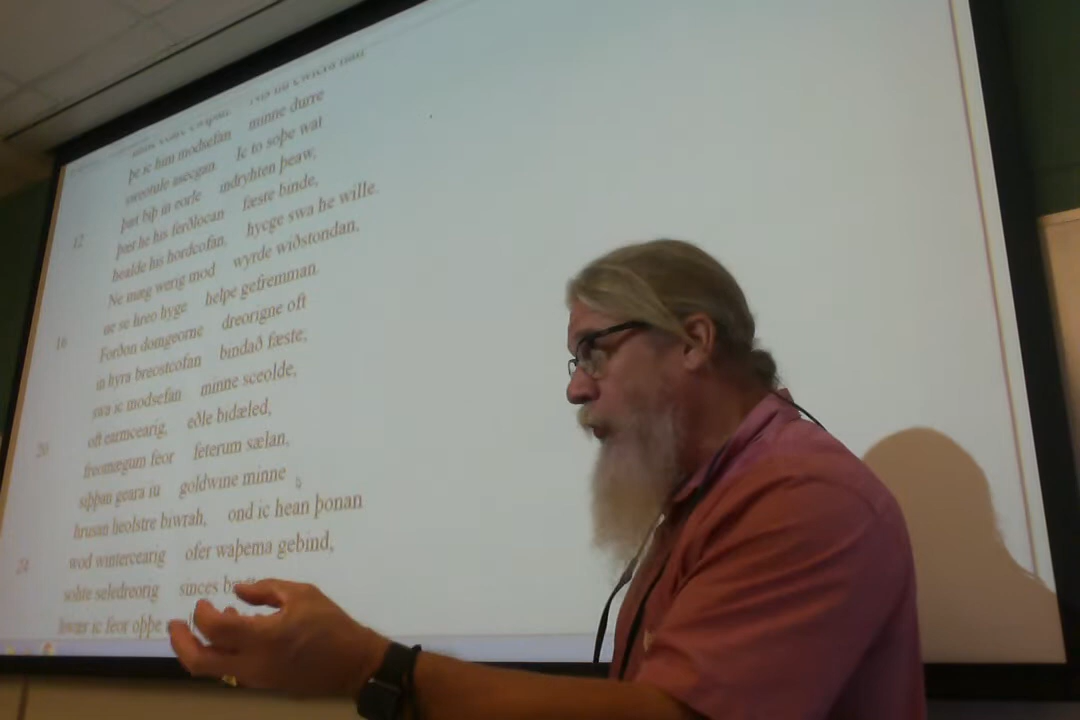 þe ic him modsefan minne durre
sweotule asecgan. Ic to soþe wat
þæt biþ in eorle indryhten þeaw,
12 þæt he his ferðlocan fæste binde,
healde his hordcofan, hycge swa he wille.
Ne mæg werig mod wyrde wiðstondan,
ne se hreo hyge helpe gefremman.
16 Forðon domgeorne dreorigne oft
in hyra breostcofan bindað fæste;
swa ic modsefan minne sceolde,
oft earmcearig, eðle bidæled,
20 freomægum feor feterum sælan,
siþþan geara iu goldwine minne
hrusan heolstre biwrah, ond ic hean þonan
wod wintercearig ofer waþema gebind,
24 sohte seledreorig sinces
hwær ic feor oþþe